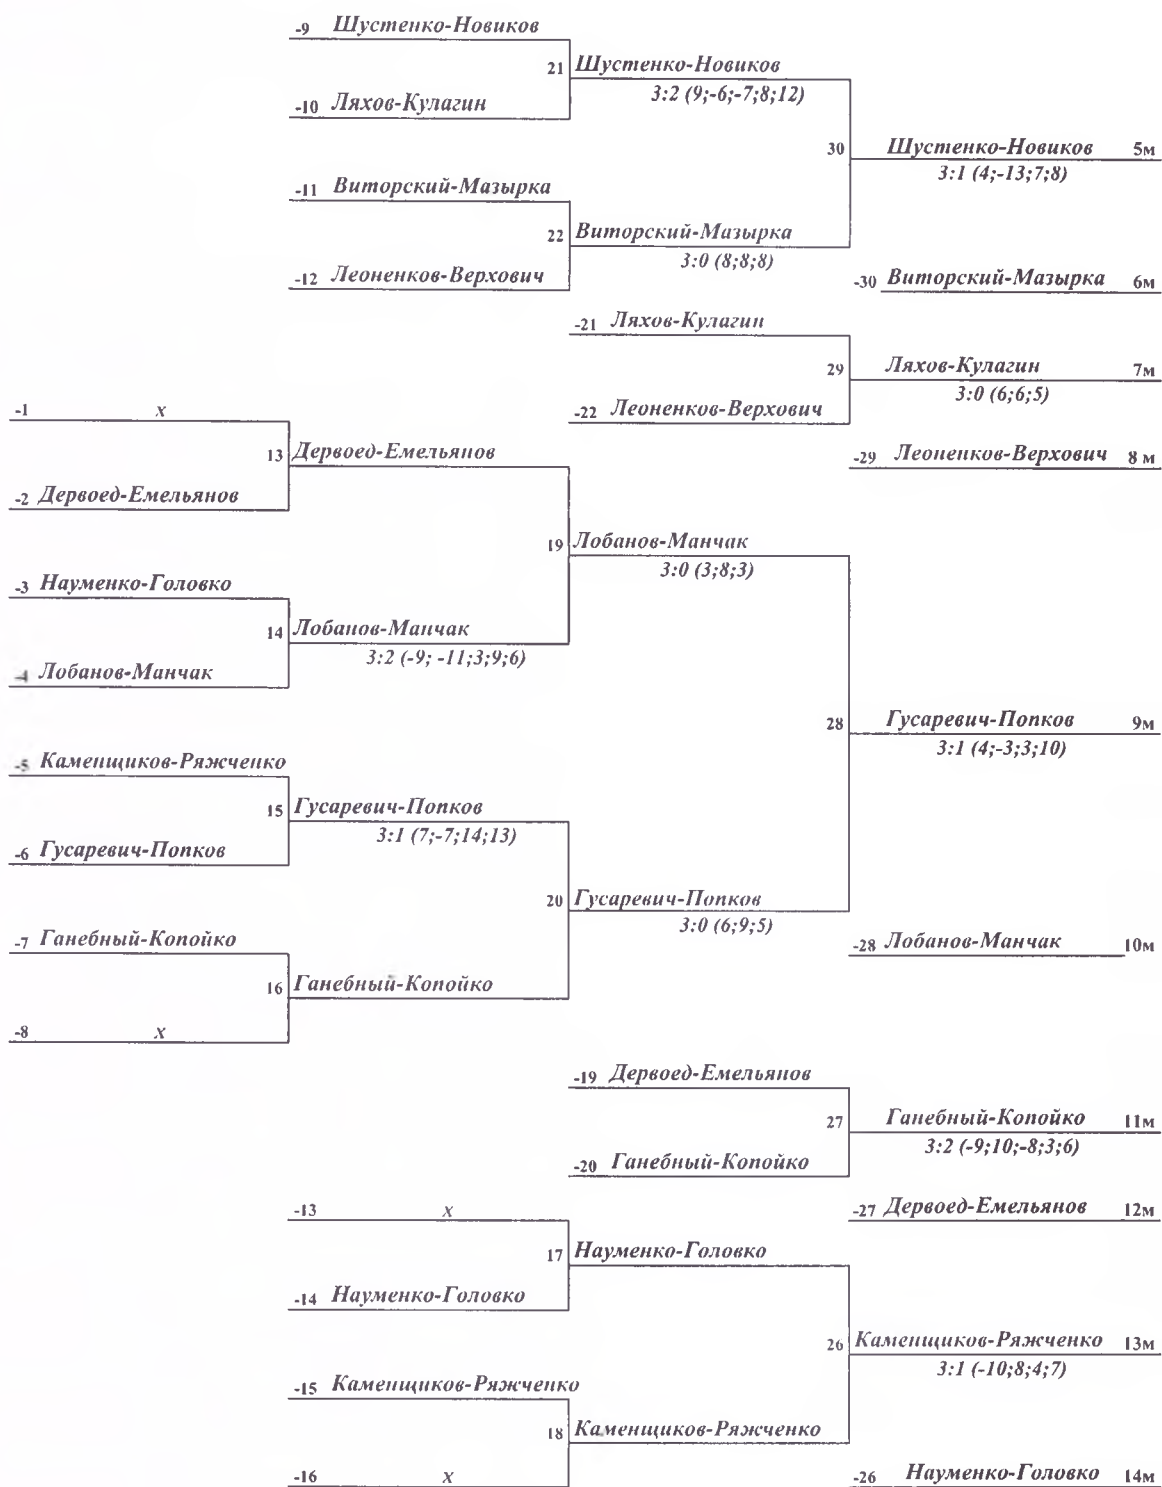 -9 Шустенко-Новиков
21 Шустенко-Новиков
3:2 (9;-6;-7;8;12)
-10 Ляхов-Кулагин
30 Шустенко-Новиков 5м
3:1 (4;-13;7;8)
-11 Виторский-Мазырка
22 Виторский-Мазырка
3:0 (8;8;8)
-12 Леоненков-Верхович
-30 Виторский-Мазырка 6м
-21 Ляхов-Кулагин
29 Ляхов-Кулагин 7м
3:0 (6;6;5)
-1 x
-22 Леоненков-Верхович
13 Дервоед-Емельянов
-29 Леоненков-Верхович 8 м
-2 Дервоед-Емельянов
19 Лобанов-Манчак
3:0 (3;8;3)
-3 Науменко-Головко
14 Лобанов-Манчак
3:2 (-9; -11;3;9;6)
-4 Лобанов-Манчак
28 Гусаревич-Попков 9м
3:1 (4;-3;3;10)
-5 Каменщиков-Ряжченко
15 Гусаревич-Попков
3:1 (7;-7;14;13)
-6 Гусаревич-Попков
20 Гусаревич-Попков
3:0 (6;9;5)
-7 Ганебный-Копойко
-28 Лобанов-Манчак 10м
16 Ганебный-Копойко
-8 x
-19 Дервоед-Емельянов
27 Ганебный-Копойко 11м
3:2 (-9;10;-8;3;6)
-20 Ганебный-Копойко
-13 x
-27 Дервоед-Емельянов 12м
17 Науменко-Головко
-14 Науменко-Головко
26 Каменщиков-Ряжченко 13м
3:1 (-10;8;4;7)
-15 Каменщиков-Ряжченко
18 Каменщиков-Ряжченко
-16 x
-26 Науменко-Головко 14м